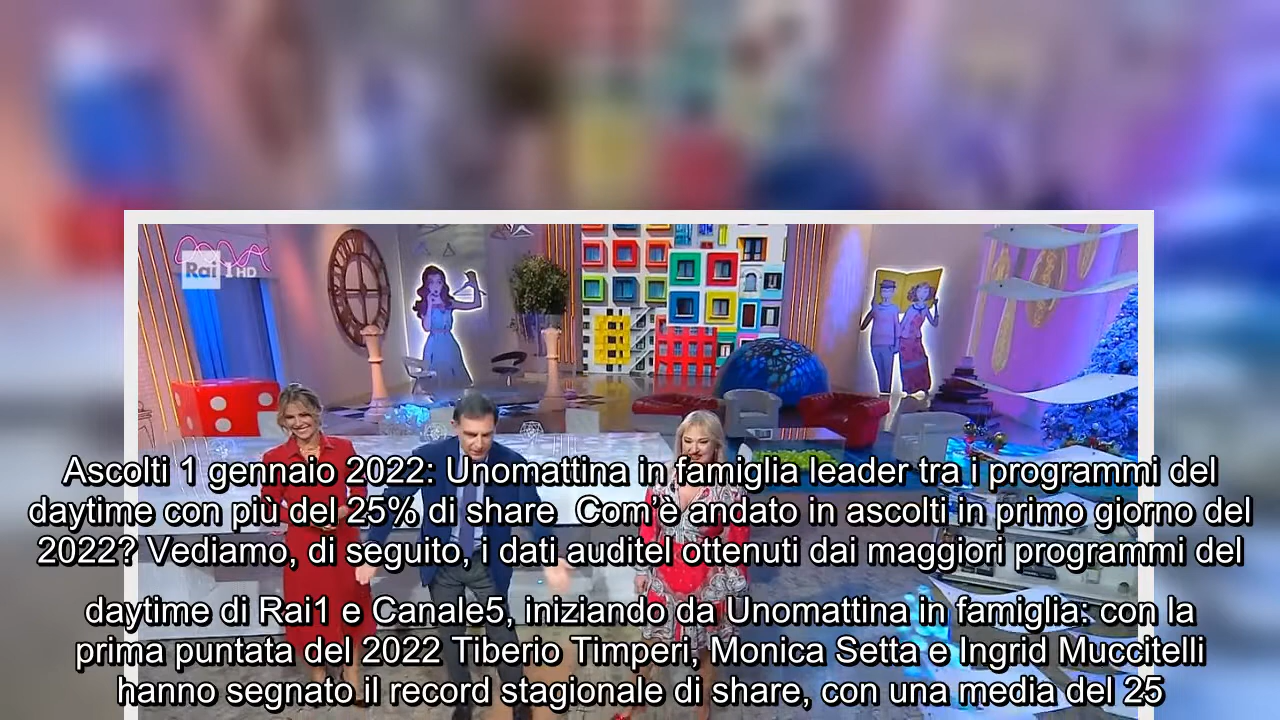 Rai 1 HD
Ascolti 1 gennaio 2022: Unomattina in famiglia leader tra i programmi del
daytime con più del 25% di share  Com'è andato in ascolti in primo giorno del
2022? Vediamo, di seguito, i dati auditel ottenuti dai maggiori programmi del
daytime di Rai1 e Canale5, iniziando da Unomattina in famiglia: con la
prima puntata del 2022 Tiberio Timperi, Monica Setta e Ingrid Muccitelli
hanno segnato il record stagionale di share, con una media del 25